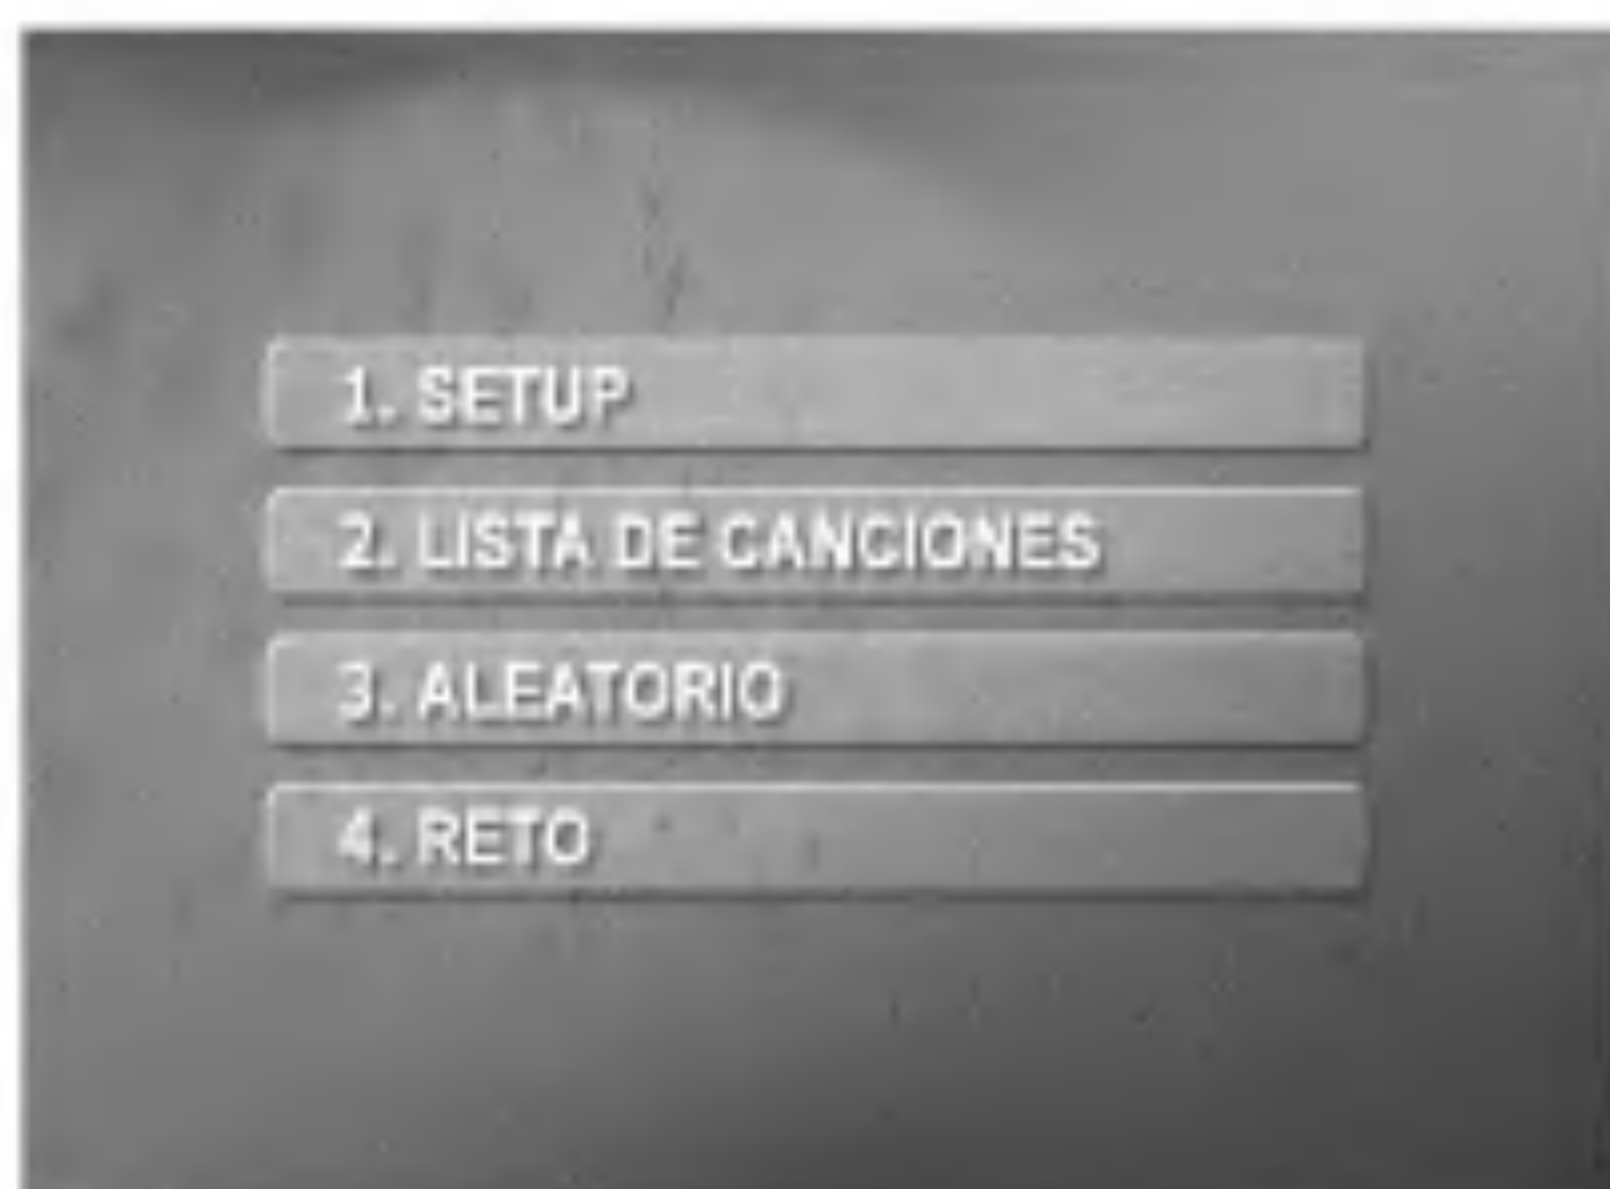 1. SETUP
2. LISTA DE CANCIONES
3. ALEATORIO
4. RETO